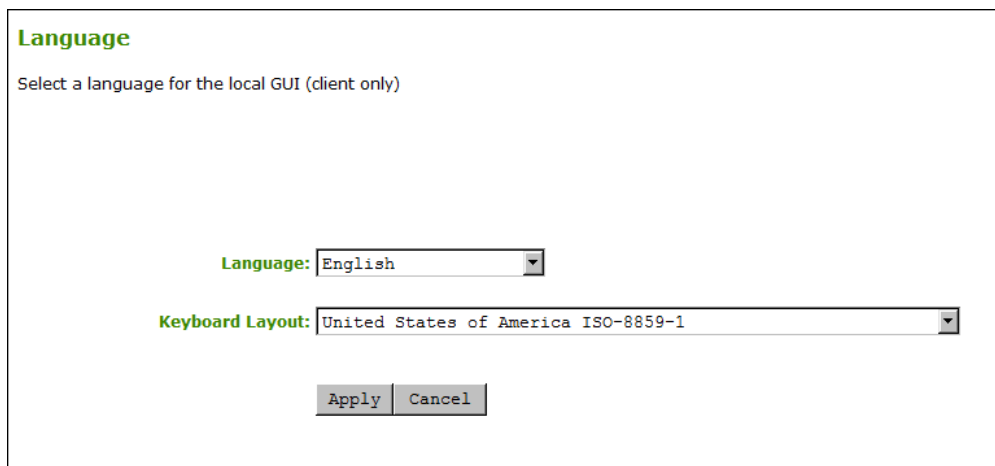 Language
Select a language for the local GUI (client only)
Language: English
Keyboard Layout: United States of America ISO-8859-1
Apply Cancel